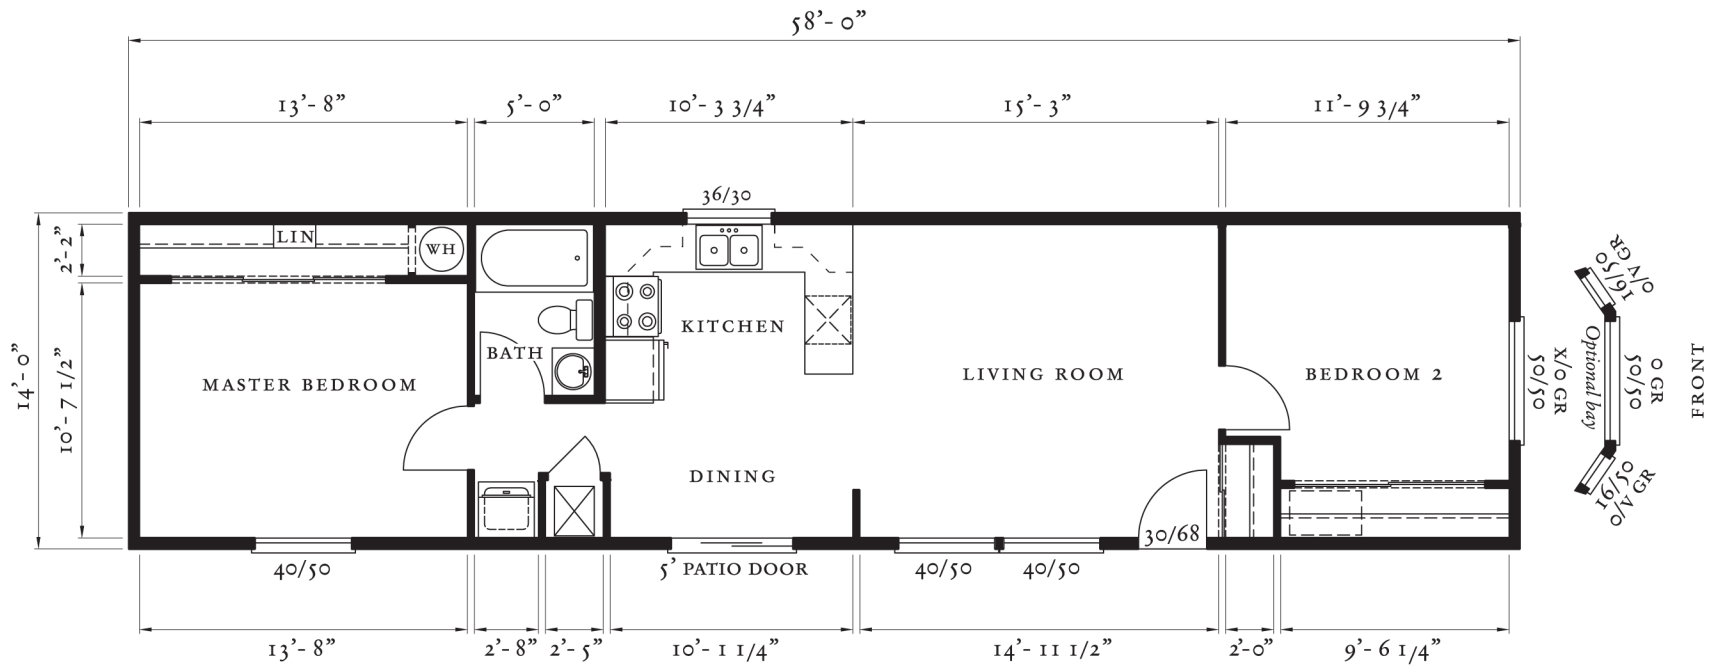 58'- 0"
13'- 8" 5'- 0" 10'- 3 3/4" 15'- 3" 11'- 9 3/4"
36/30
LIN
WH
2'- 2"
14'- 0"
10'- 7 1/2"
MASTER BEDROOM
BATH
KITCHEN
DINING
LIVING ROOM
BEDROOM 2
30/68
50/50
X/O GR
Optional bay
16/50
O/V GR
50/50
O GR
16/50
O/V GR
FRONT
40/50
5' PATIO DOOR
40/50
40/50
13'- 8" 2'- 8" 2'- 5" 10'- 1 1/4" 14'- 11 1/2" 2'-0" 9'- 6 1/4"